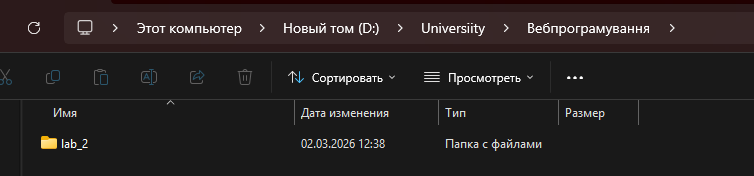 Этот компьютер > Новый том (D:) > Universiity > Вебпрограмування >
Сортировать Просмотреть
Имя Дата изменения Тип Размер
lab_2 02.03.2026 12:38 Папка с файлами